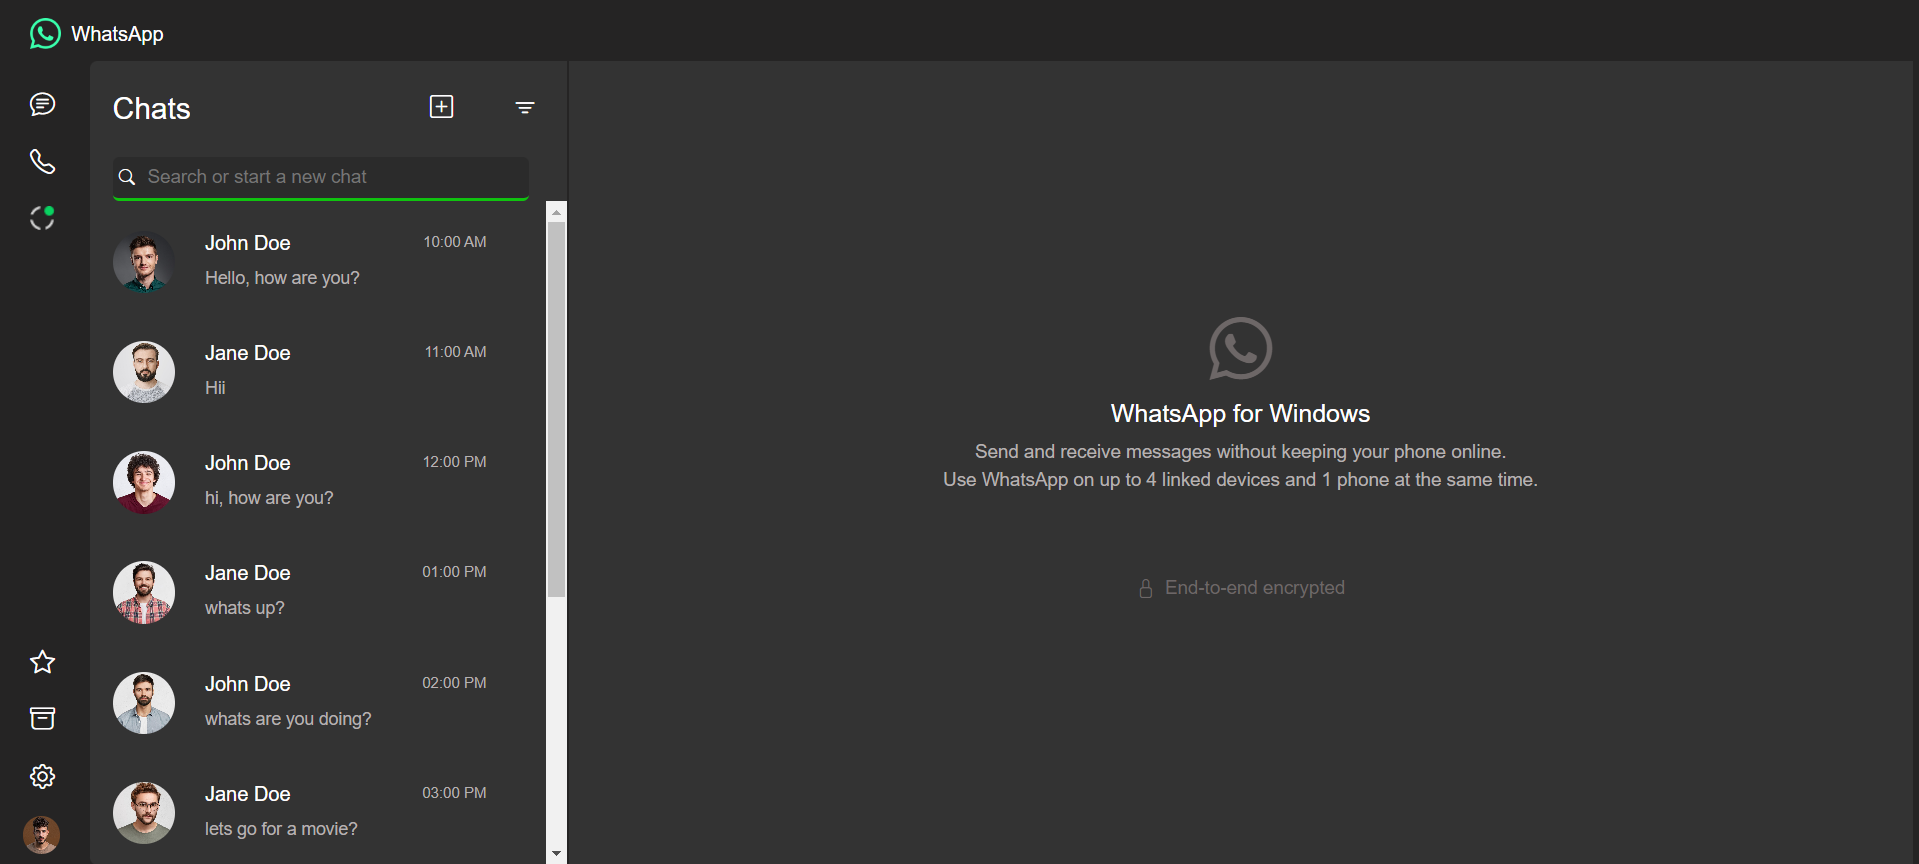 WhatsApp
Chats
Search or start a new chat
John Doe 10:00 AM
Hello, how are you?
Jane Doe 11:00 AM
Hii
John Doe 12:00 PM
hi, how are you?
Jane Doe 01:00 PM
whats up?
John Doe 02:00 PM
whats are you doing?
Jane Doe 03:00 PM
lets go for a movie?
WhatsApp for Windows
Send and receive messages without keeping your phone online.
Use WhatsApp on up to 4 linked devices and 1 phone at the same time.
End-to-end encrypted